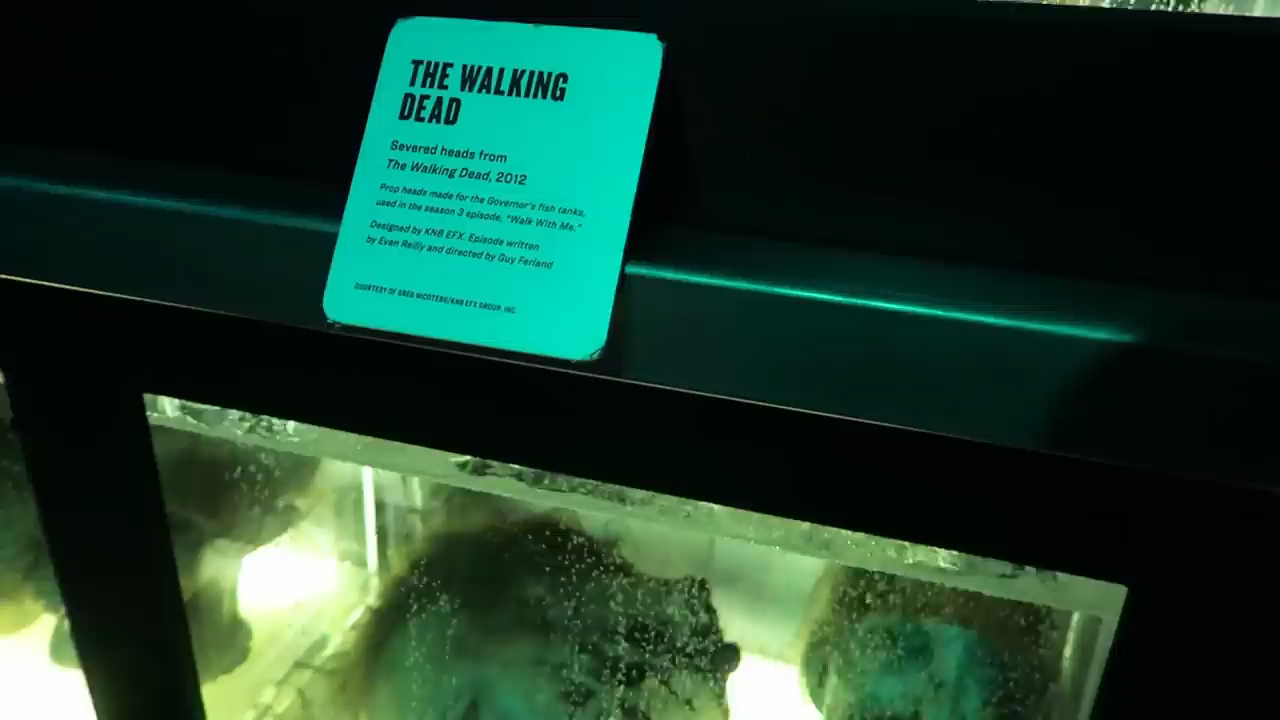 THE WALKING
DEAD
Severed heads from
The Walking Dead, 2012
Prop heads made for the Governor's fish tanks,
used in the season 3 episode, "Walk With Me."
Designed by KNB EFX. Episode written
by Evan Reilly and directed by Guy Ferland
COURTESY OF GREG NICOTERO/KNB EFX GROUP, INC.